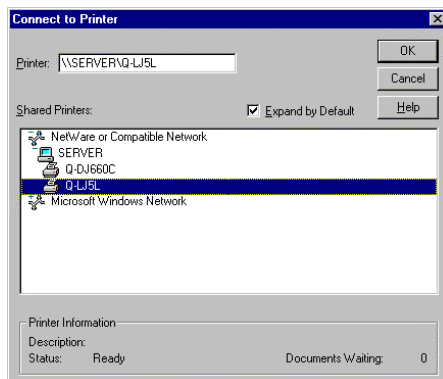 Connect to Printer
OK
Printer: \\SERVER\Q-LJ5L
Cancel
Shared Printers:
Expand by Default
Help
NetWare or Compatible Network
SERVER
Q-DJ660C
Q-LJ5L
Microsoft Windows Network
Printer Information
Description:
Status: Ready Documents Waiting: 0